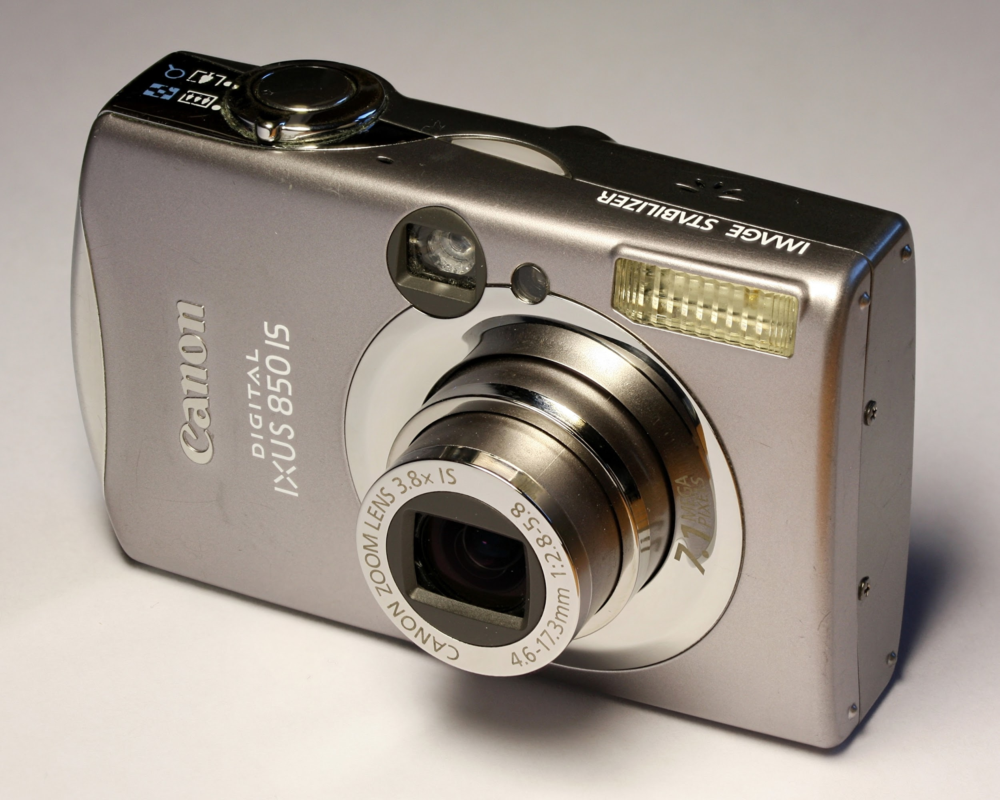 IMAGE STABILIZER
Canon
DIGITAL
IXUS 850 IS
CANON ZOOM LENS 3.8x IS
4.6-17.3mm 1:2.8-5.8
7.1 MEGA
PIXELS